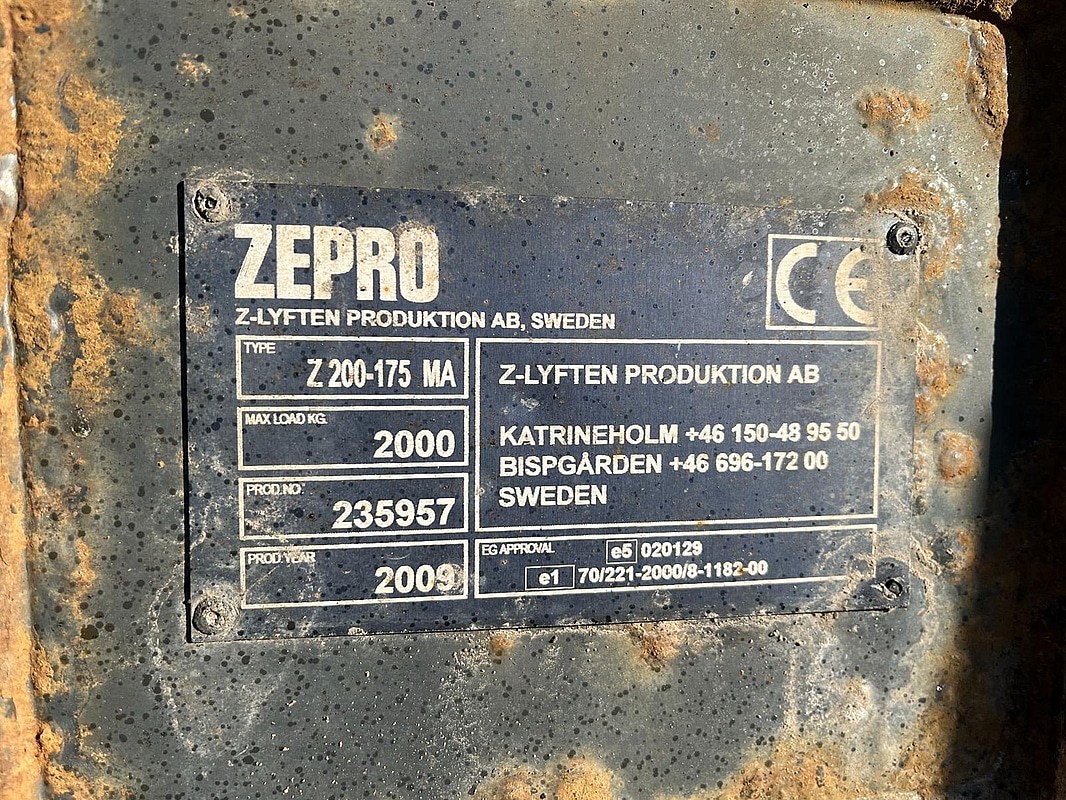 ZEPRO
CE
Z-LYFTEN PRODUKTION AB, SWEDEN
TYPE
Z 200-175 MA
MAX LOAD KG.
2000
PROD.NO:
235957
PROD.YEAR
2009
Z-LYFTEN PRODUKTION AB
KATRINEHOLM +46 150-48 95 50
BISPGÅRDEN +46 696-172 00
SWEDEN
EG APPROVAL
e5 020129
e1 70/221-2000/8-1182-00